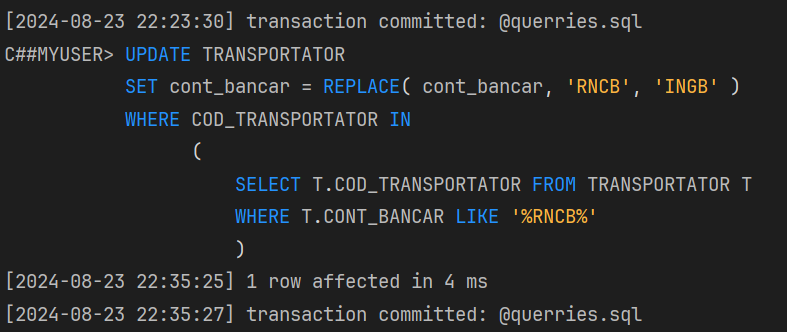 [2024-08-23 22:23:30] transaction committed: @querries.sql
C##MYUSER> UPDATE TRANSPORTATOR
SET cont_bancar = REPLACE( cont_bancar, 'RNCB', 'INGB' )
WHERE COD_TRANSPORTATOR IN
(
SELECT T.COD_TRANSPORTATOR FROM TRANSPORTATOR T
WHERE T.CONT_BANCAR LIKE '%RNCB%'
)
[2024-08-23 22:35:25] 1 row affected in 4 ms
[2024-08-23 22:35:27] transaction committed: @querries.sql